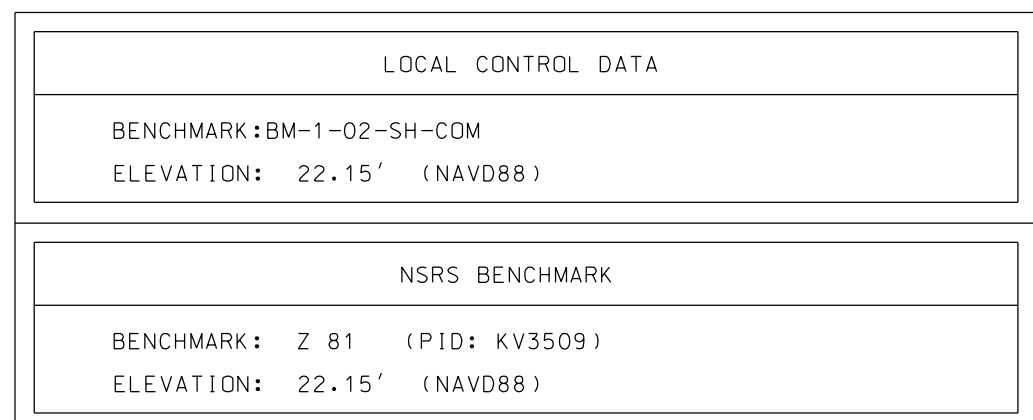 LOCAL CONTROL DATA
BENCHMARK:BM-1-02-SH-COM
ELEVATION: 22.15' (NAVD88)
NSRS BENCHMARK
BENCHMARK: Z 81 (PID: KV3509)
ELEVATION: 22.15' (NAVD88)